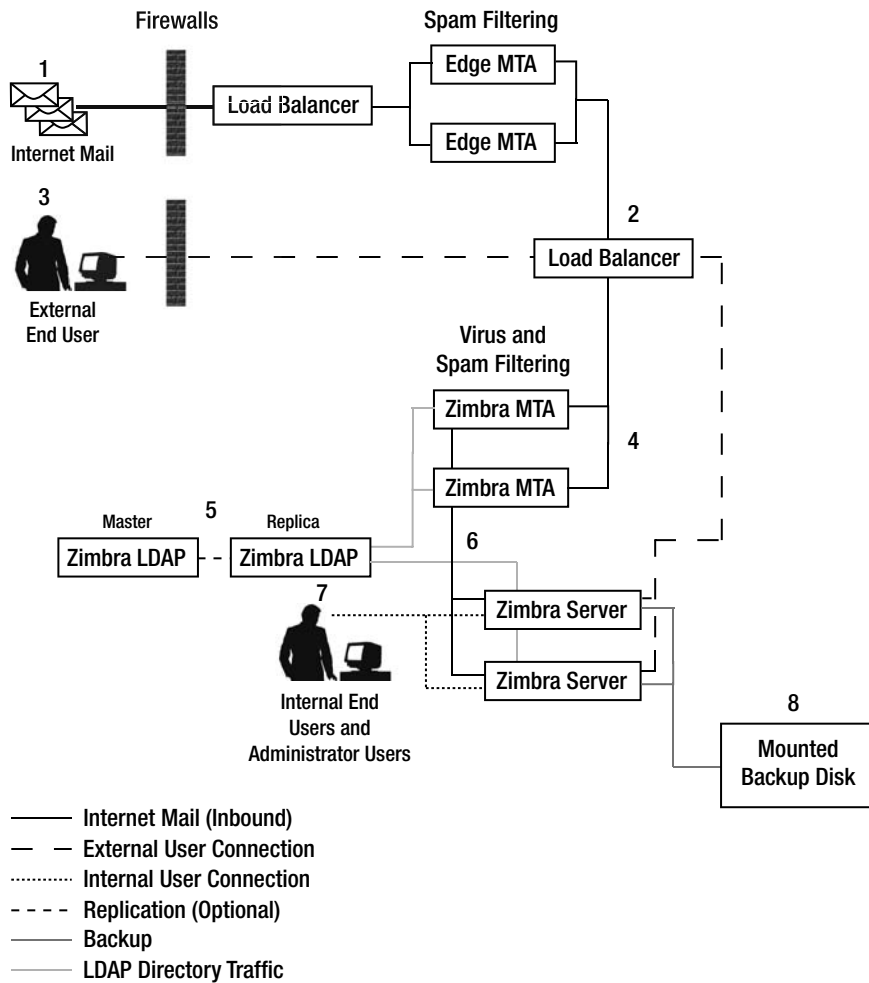 Firewalls
Spam Filtering
1
Edge MTA
Load Balancer
Edge MTA
Internet Mail
3
2
Load Balancer
External
End User
Virus and
Spam Filtering
Zimbra MTA
4
Zimbra MTA
5
Master
Replica
6
Zimbra LDAP
Zimbra LDAP
7
Zimbra Server
Zimbra Server
Internal End
Users and
Administrator Users
8
Mounted
Backup Disk
Internet Mail (Inbound)
External User Connection
Internal User Connection
Replication (Optional)
Backup
LDAP Directory Traffic